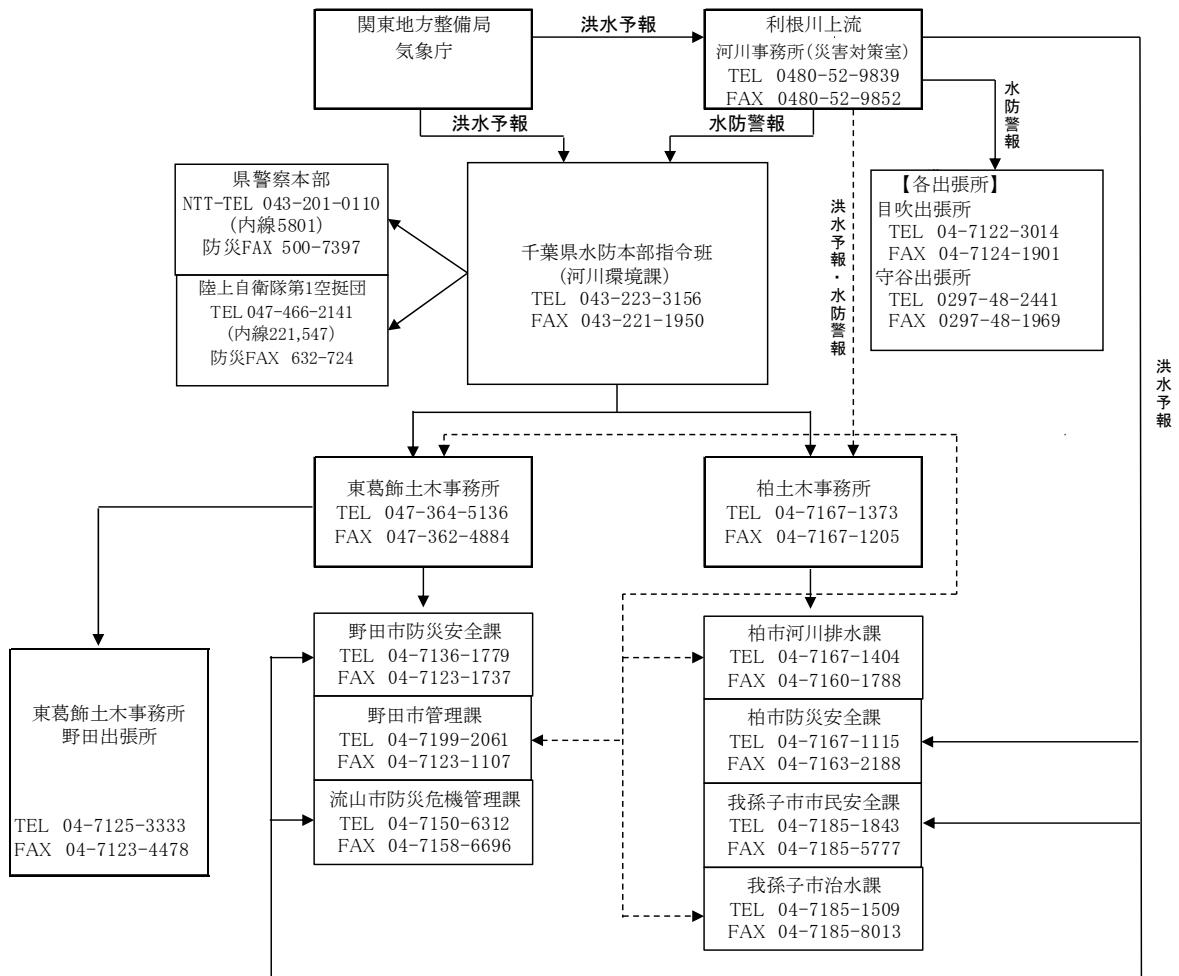 関東地方整備局
気象庁
洪水予報
利根川上流
河川事務所(災害対策室)
TEL 0480-52-9839
FAX 0480-52-9852
洪水予報
水防警報
水防警報
県警察本部
NTT-TEL 043-201-0110
(内線5801)
防災FAX 500-7397
陸上自衛隊第1空挺団
TEL 047-466-2141
(内線221,547)
防災FAX 632-724
千葉県水防本部指令班
(河川環境課)
TEL 043-223-3156
FAX 043-221-1950
洪水予報・水防警報
【各出張所】
目吹出張所
TEL 04-7122-3014
FAX 04-7124-1901
守谷出張所
TEL 0297-48-2441
FAX 0297-48-1969
洪水予報
東葛飾土木事務所
TEL 047-364-5136
FAX 047-362-4884
柏土木事務所
TEL 04-7167-1373
FAX 04-7167-1205
東葛飾土木事務所
野田出張所
TEL 04-7125-3333
FAX 04-7123-4478
野田市防災安全課
TEL 04-7136-1779
FAX 04-7123-1737
野田市管理課
TEL 04-7199-2061
FAX 04-7123-1107
流山市防災危機管理課
TEL 04-7150-6312
FAX 04-7158-6696
柏市河川排水課
TEL 04-7167-1404
FAX 04-7160-1788
柏市防災安全課
TEL 04-7167-1115
FAX 04-7163-2188
我孫子市市民安全課
TEL 04-7185-1843
FAX 04-7185-5777
我孫子市治水課
TEL 04-7185-1509
FAX 04-7185-8013